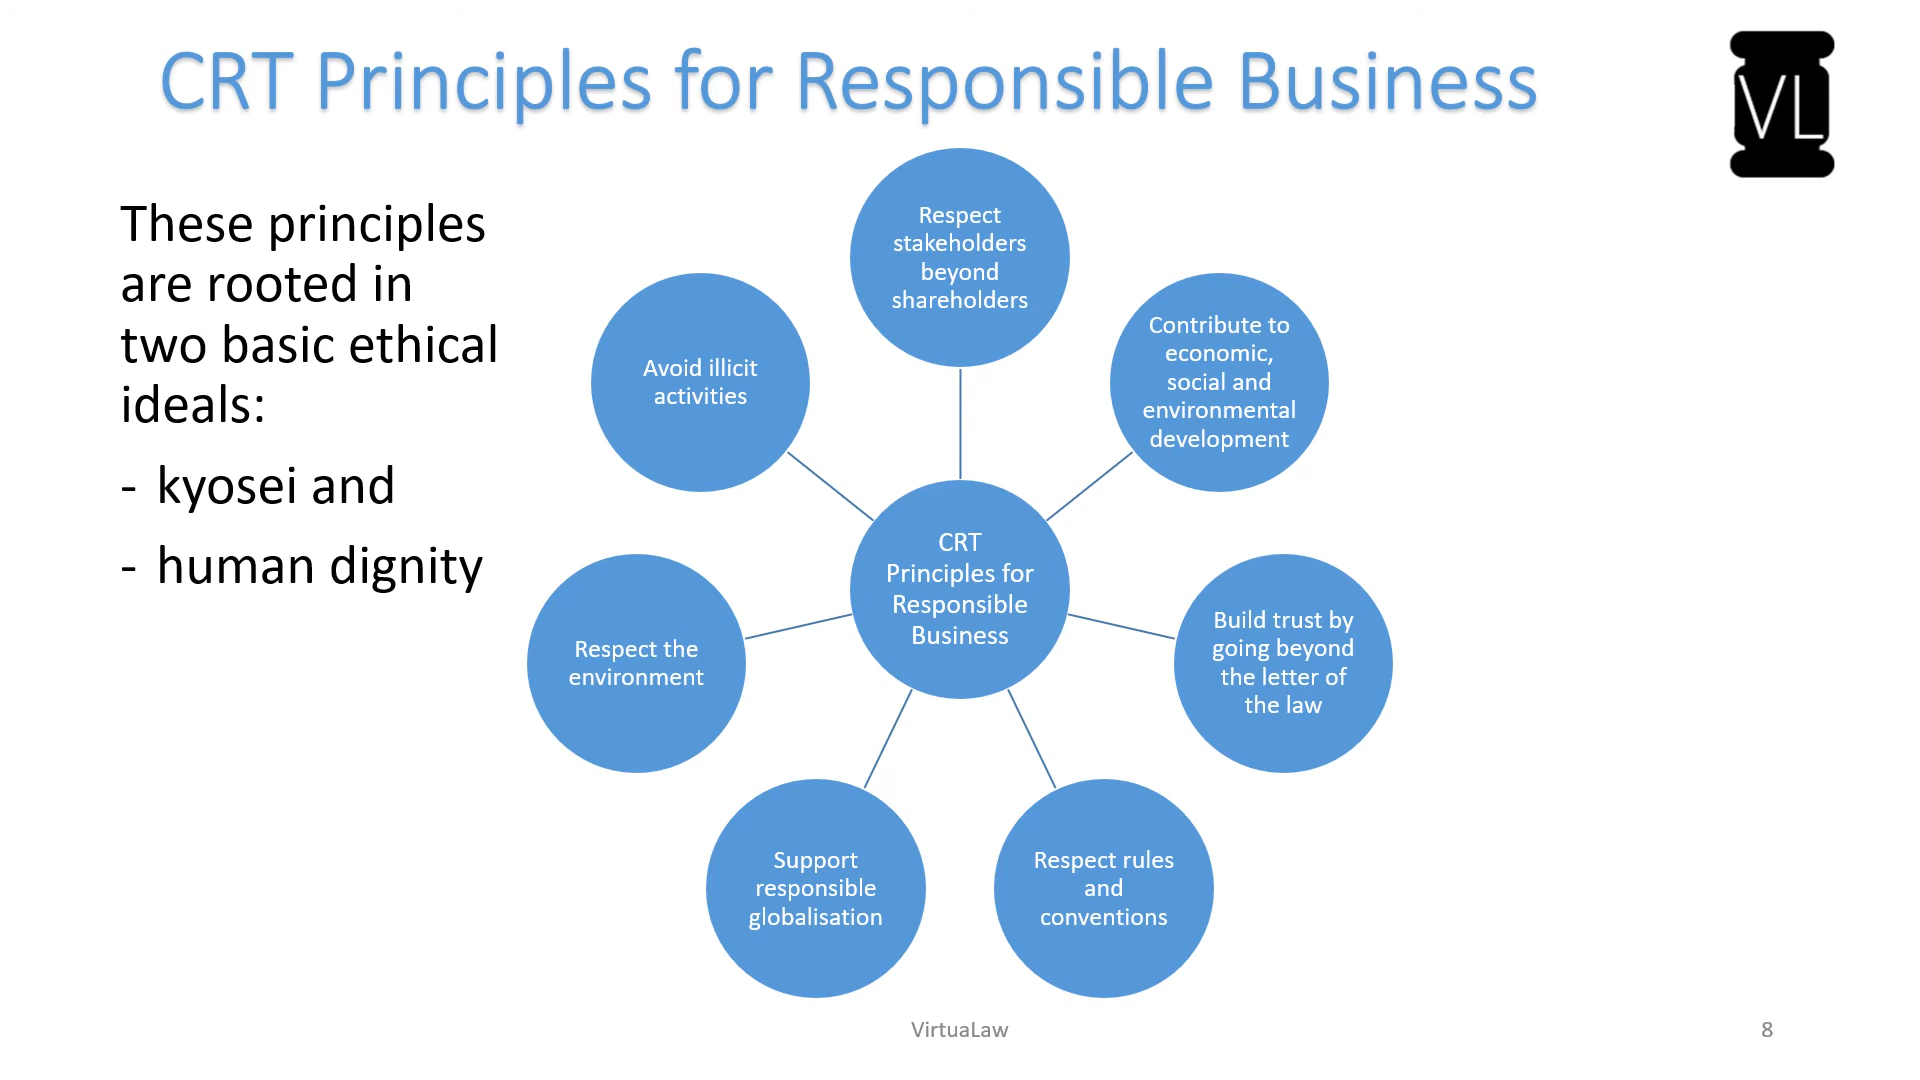 CRT Principles for Responsible Business
VL
These principles
are rooted in
two basic ethical
ideals:
- kyosei and
- human dignity
Respect
stakeholders
beyond
shareholders
Contribute to
economic,
social and
environmental
development
Build trust by
going beyond
the letter of
the law
Respect rules
and
conventions
Support
responsible
globalisation
Respect the
environment
Avoid illicit
activities
CRT
Principles for
Responsible
Business
VirtuaLaw
8